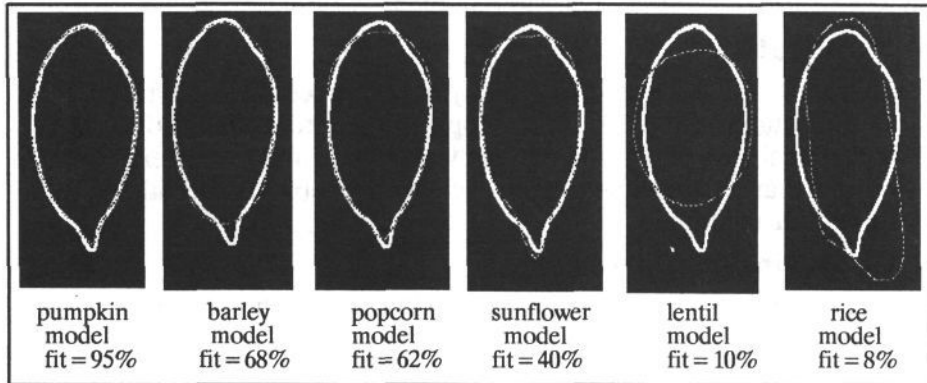 pumpkin
model
fit = 95%
barley
model
fit = 68%
popcorn
model
fit = 62%
sunflower
model
fit = 40%
lentil
model
fit = 10%
rice
model
fit = 8%